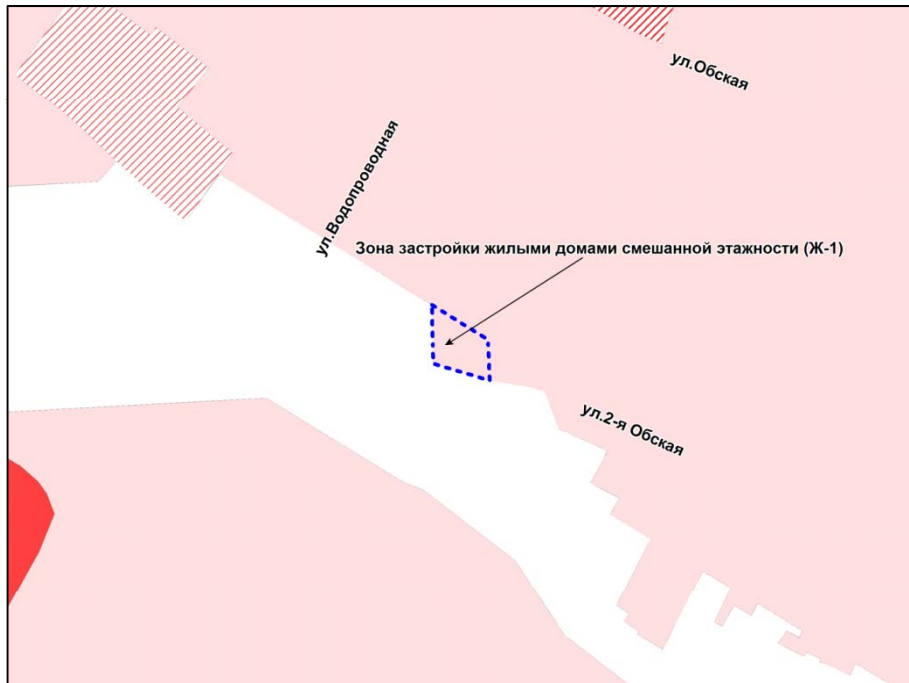 ул.Обская
ул.Водопроводная
Зона застройки жилыми домами смешанной этажности (Ж-1)
ул.2-я Обская